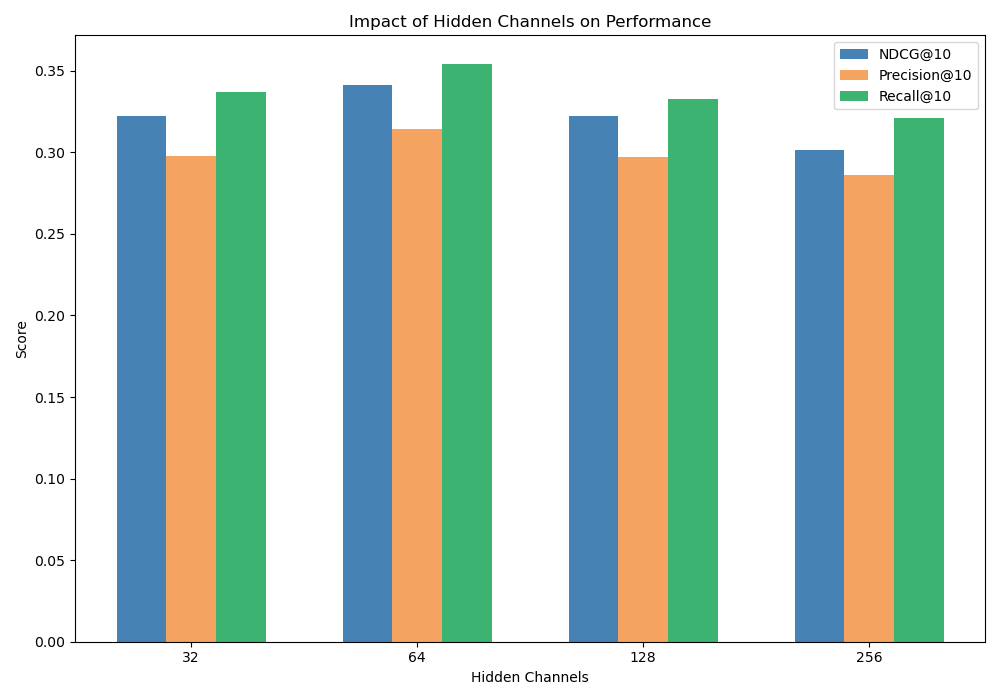 Impact of Hidden Channels on Performance
NDCG@10
Precision@10
Recall@10
0.35
0.30
0.25
0.20
0.15
0.10
0.05
0.00
Score
32 64 128 256
Hidden Channels